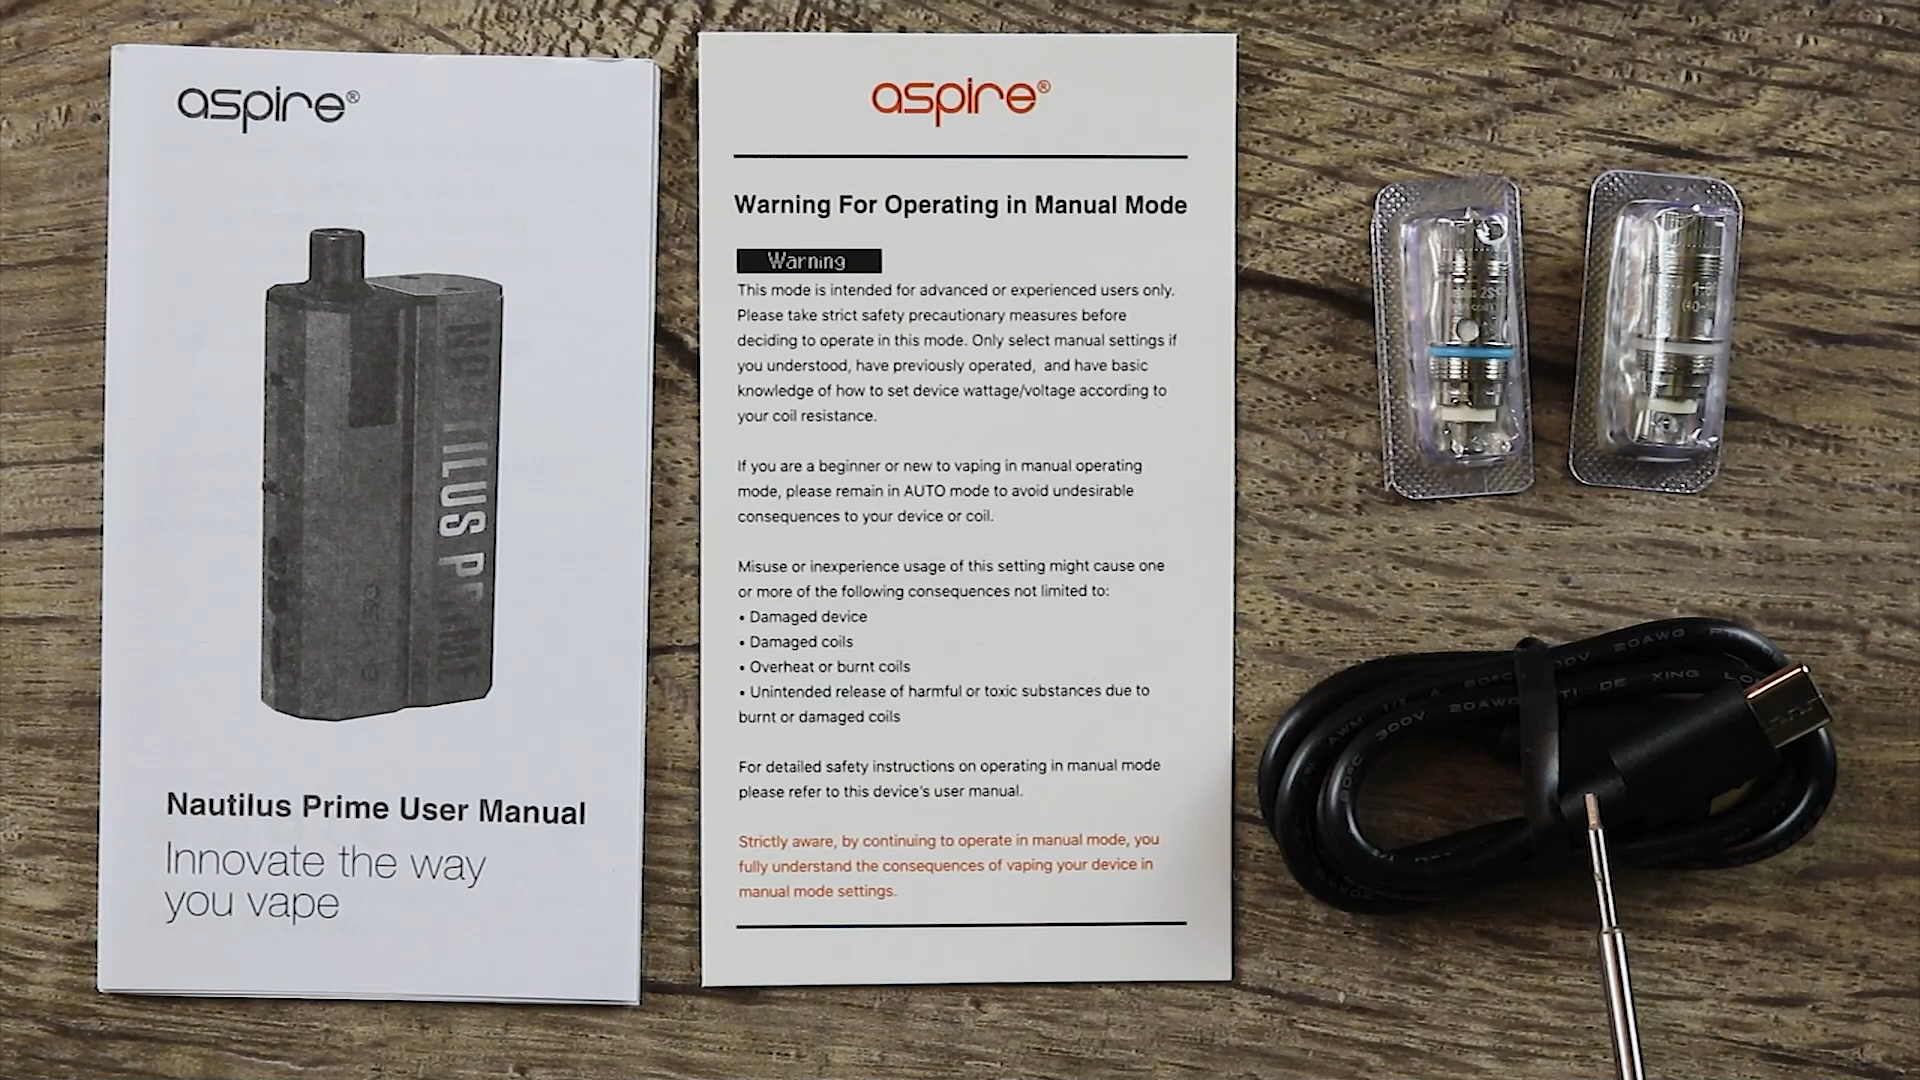 aspire®
NAUTILUS PRIME
Nautilus Prime User Manual
Innovate the way
you vape
aspire®
Warning For Operating in Manual Mode
Warning
This mode is intended for advanced or experienced users only.
Please take strict safety precautionary measures before
deciding to operate in this mode. Only select manual settings if
you understood, have previously operated,  and have basic
knowledge of how to set device wattage/voltage according to
your coil resistance.
If you are a beginner or new to vaping in manual operating
mode, please remain in AUTO mode to avoid undesirable
consequences to your device or coil.
Misuse or inexperience usage of this setting might cause one
or more of the following consequences not limited to:
• Damaged device
• Damaged coils
• Overheat or burnt coils
• Unintended release of harmful or toxic substances due to
burnt or damaged coils
For detailed safety instructions on operating in manual mode
please refer to this device's user manual.
Strictly aware, by continuing to operate in manual mode, you
fully understand the consequences of vaping your device in
manual mode settings.
20AWG
DE XING
AWM
300V
20AWG